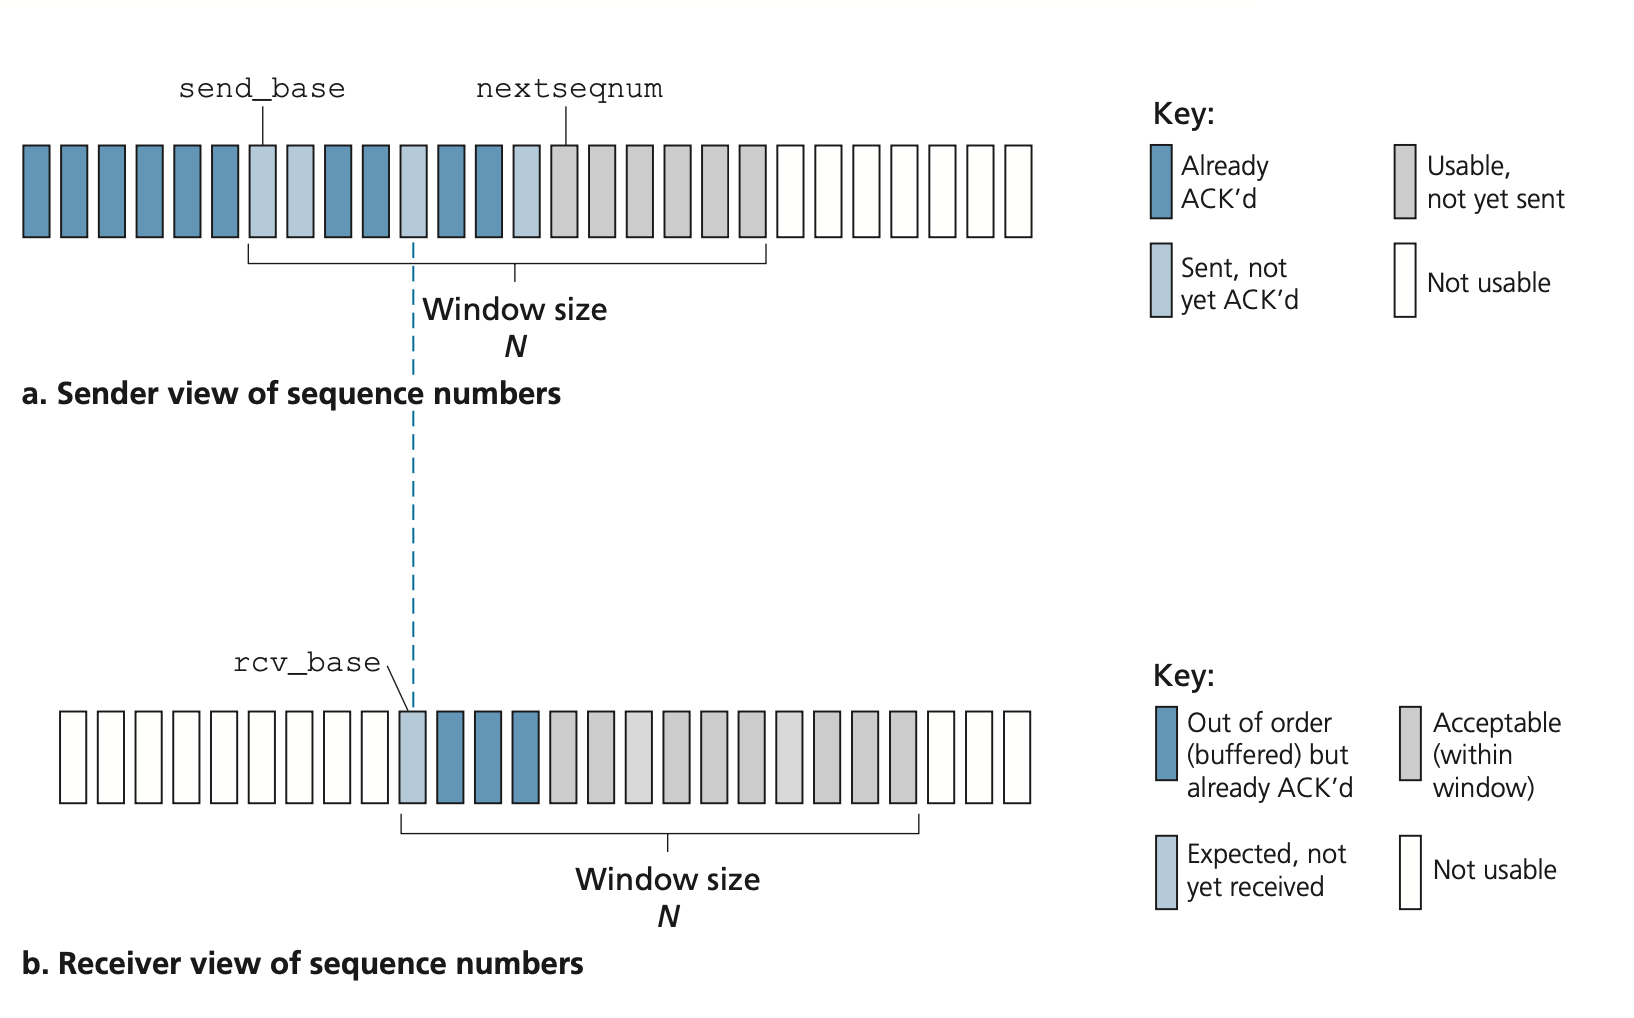 send_base
nextseqnum
Window size
N
a. Sender view of sequence numbers
Key:
Already
ACK’d
Usable,
not yet sent
Sent, not
yet ACK’d
Not usable
rcv_base
Window size
N
b. Receiver view of sequence numbers
Key:
Out of order
(buffered) but
already ACK’d
Acceptable
(within
window)
Expected, not
yet received
Not usable